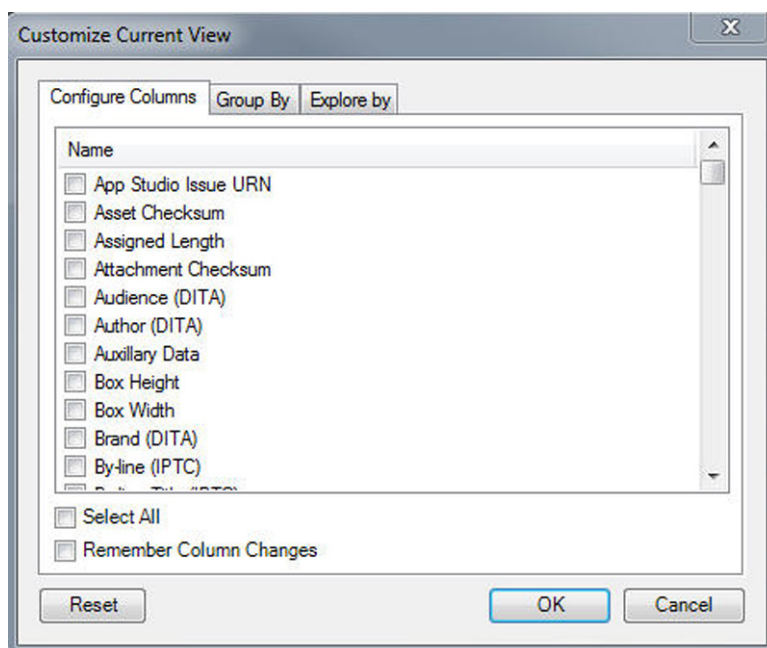 Customize Current View
Configure Columns Group By Explore by
Name
App Studio Issue URN
Asset Checksum
Assigned Length
Attachment Checksum
Audience (DITA)
Author (DITA)
Auxillary Data
Box Height
Box Width
Brand (DITA)
By-line (IPTC)
Select All
Remember Column Changes
Reset OK Cancel